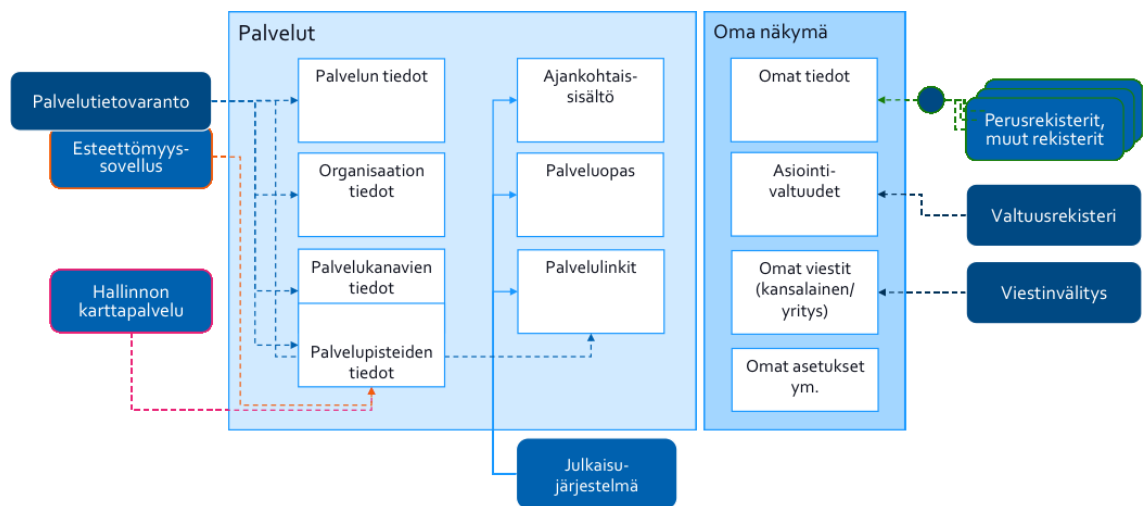 Palvelutietovaranto
Esteettömyys-
sovellus
Hallinnon
karttapalvelu
Palvelut
Palvelun tiedot
Organisaation
tiedot
Palvelukanavien
tiedot
Palvelupisteiden
tiedot
Ajankohtais-
sisältö
Palveluopas
Palvelulinkit
Julkaisu-
järjestelmä
Oma näkymä
Omat tiedot
Asiointi-
valtuudet
Omat viestit
(kansalainen/
yritys)
Omat asetukset
ym.
Perusrekisterit,
muut rekisterit
Valtuusrekisteri
Viestinvälitys